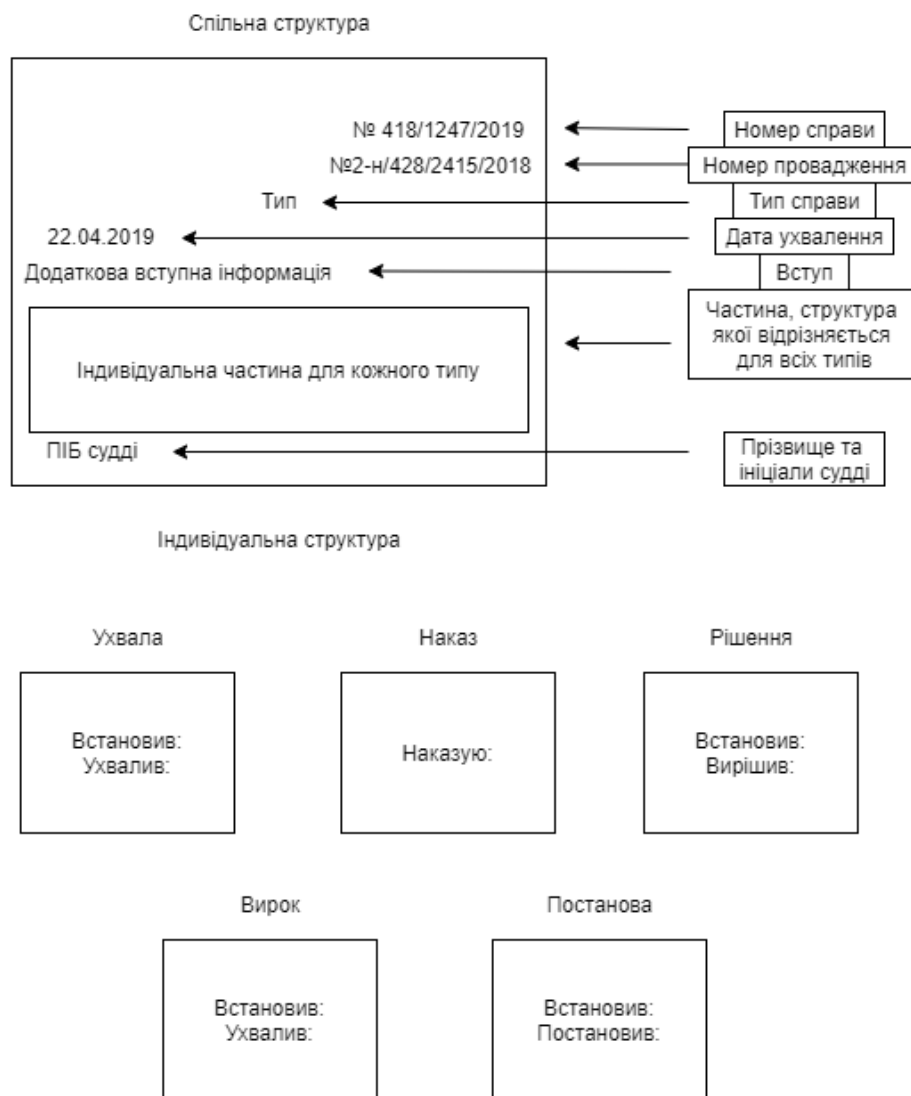 Спільна структура
№ 418/1247/2019
Номер справи
№2-н/428/2415/2018
Номер провадження
Тип
Тип справи
22.04.2019
Дата ухвалення
Додаткова вступна інформація
Вступ
Індивідуальна частина для кожного типу
Частина, структура
якої відрізняється
для всіх типів
ПІБ судді
Прізвище та
ініціали судді
Індивідуальна структура
Ухвала
Наказ
Рішення
Встановив:
Ухвалив:
Наказую:
Встановив:
Вирішив:
Вирок
Постанова
Встановив:
Ухвалив:
Встановив:
Постановив: